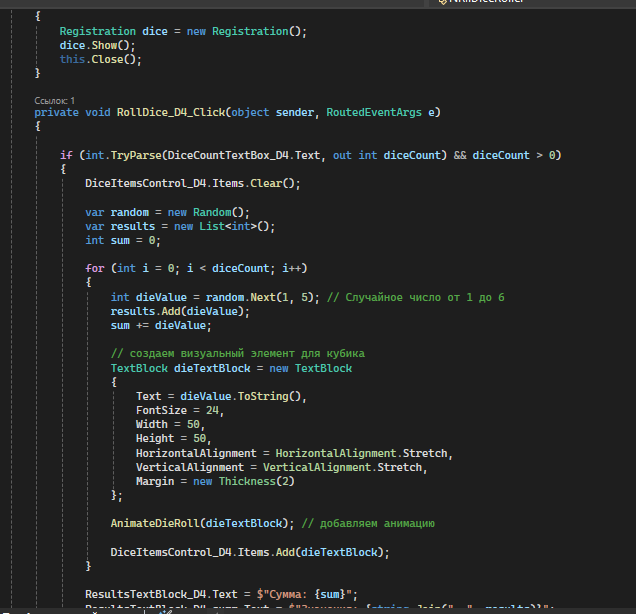 NRIIDiceRoller
{
Registration dice = new Registration();
dice.Show();
this.Close();
}
Ссылок: 1
private void RollDice_D4_Click(object sender, RoutedEventArgs e)
{
if (int.TryParse(DiceCountTextBox_D4.Text, out int diceCount) && diceCount > 0)
{
DiceItemsControl_D4.Items.Clear();
var random = new Random();
var results = new List<int>();
int sum = 0;
for (int i = 0; i < diceCount; i++)
{
int dieValue = random.Next(1, 5); // Случайное число от 1 до 6
results.Add(dieValue);
sum += dieValue;
// создаем визуальный элемент для кубика
TextBlock dieTextBlock = new TextBlock
{
Text = dieValue.ToString(),
FontSize = 24,
Width = 50,
Height = 50,
HorizontalAlignment = HorizontalAlignment.Stretch,
VerticalAlignment = VerticalAlignment.Stretch,
Margin = new Thickness(2)
};
AnimateDieRoll(dieTextBlock); // добавляем анимацию
DiceItemsControl_D4.Items.Add(dieTextBlock);
}
ResultsTextBlock_D4.Text = $"Сумма: {sum}";